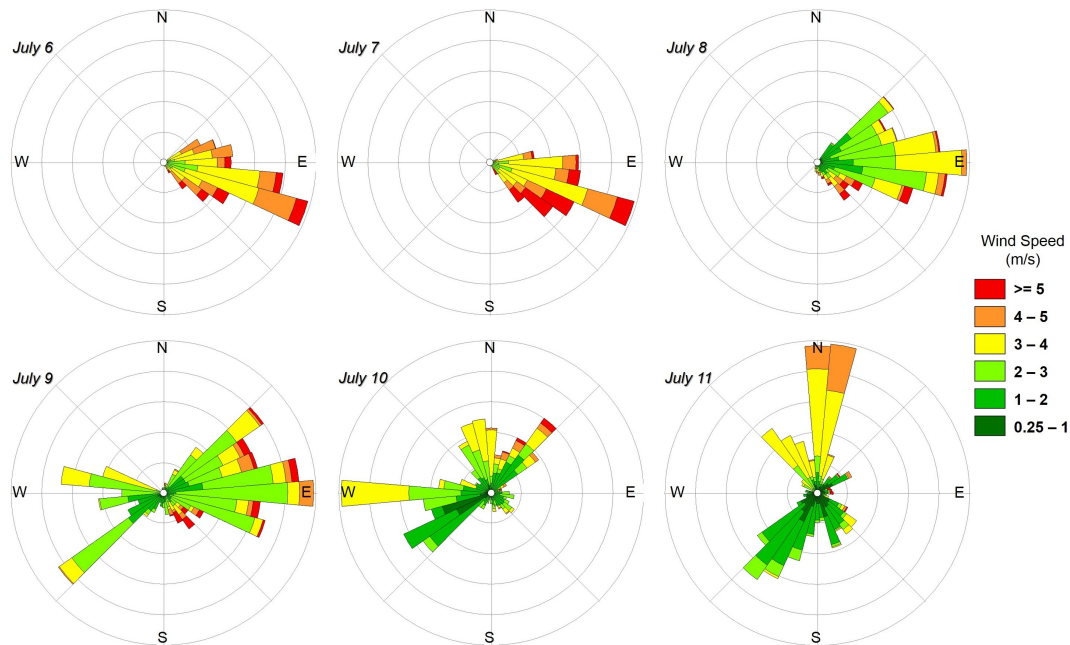 N
July 6
W
E
S
N
July 7
W
E
S
N
July 8
W
E
S
Wind Speed
(m/s)
>= 5
4 – 5
3 – 4
2 – 3
1 – 2
0.25 – 1
N
July 9
W
E
S
N
July 10
W
E
S
N
July 11
W
E
S